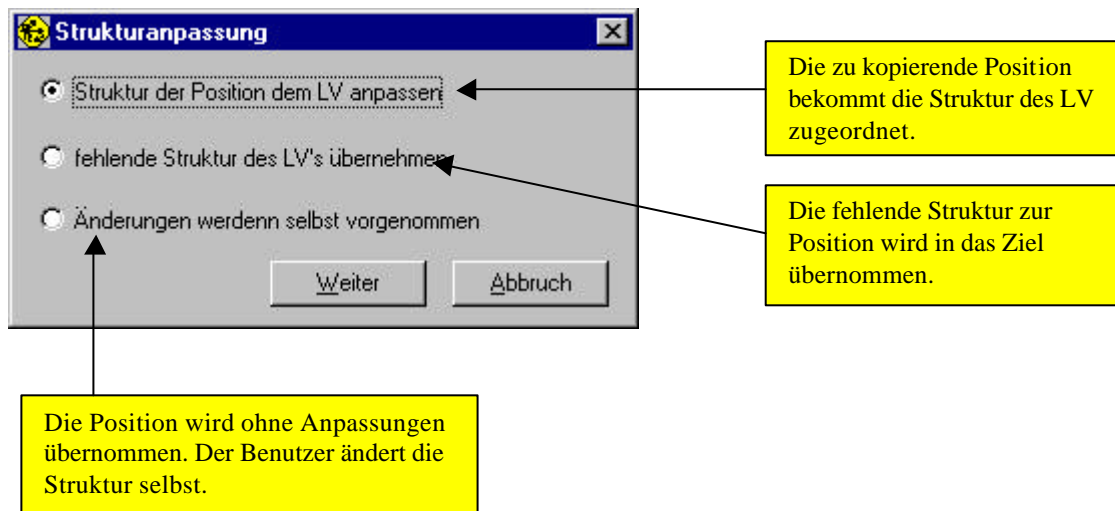 Strukturanpassung
Struktur der Position dem LV anpassen
fehlende Struktur des LV's übernehmen
Änderungen werdenn selbst vorgenommen
Weiter
Abbruch
Die zu kopierende Position
bekommt die Struktur des LV
zugeordnet.
Die fehlende Struktur zur
Position wird in das Ziel
übernommen.
Die Position wird ohne Anpassungen
übernommen. Der Benutzer ändert die
Struktur selbst.